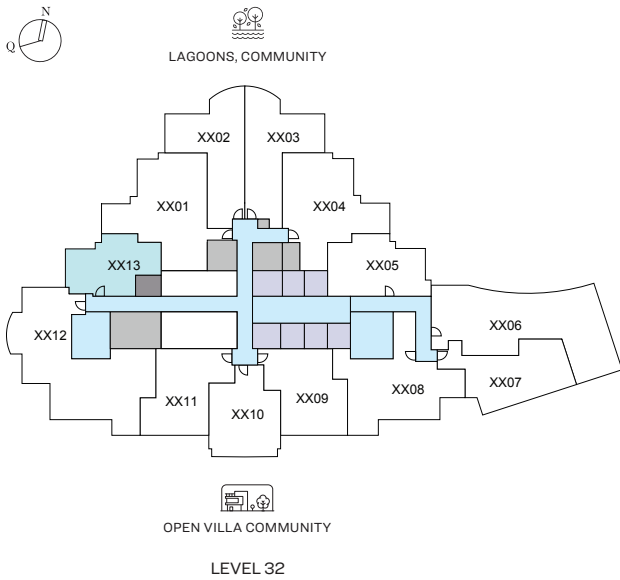 N
Q
LAGOONS, COMMUNITY
XX02
XX03
XX01
XX04
XX13
XX05
XX12
XX06
XX11
XX10
XX09
XX08
XX07
OPEN VILLA COMMUNITY
LEVEL 32